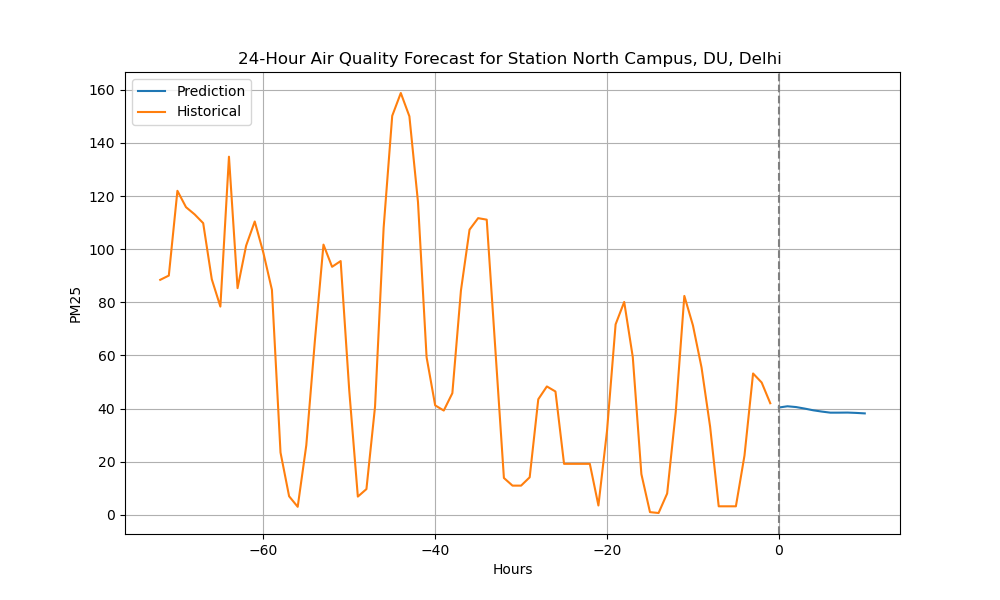 24-Hour Air Quality Forecast for Station North Campus, DU, Delhi
Prediction
Historical
160
140
120
100
80
60
40
20
0
PM25
−60
−40
−20
0
Hours